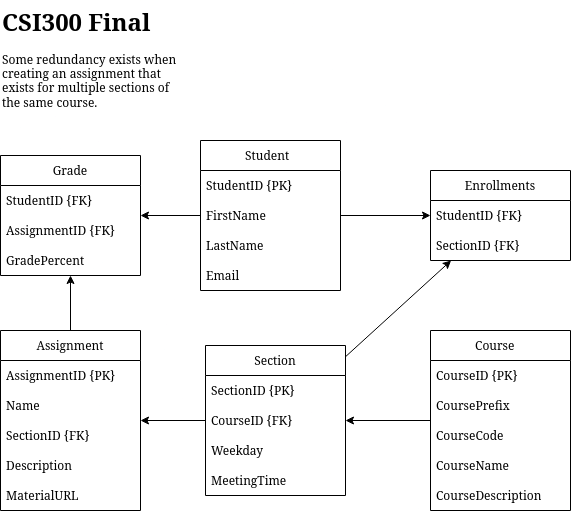 CSI300 Final
Some redundancy exists when
creating an assignment that
exists for multiple sections of
the same course.
Grade
StudentID {FK}
AssignmentID {FK}
GradePercent
Student
StudentID {PK}
FirstName
LastName
Email
Enrollments
StudentID {FK}
SectionID {FK}
Assignment
AssignmentID {PK}
Name
SectionID {FK}
Description
MaterialURL
Section
SectionID {PK}
CourseID {FK}
Weekday
MeetingTime
Course
CourseID {PK}
CoursePrefix
CourseCode
CourseName
CourseDescription